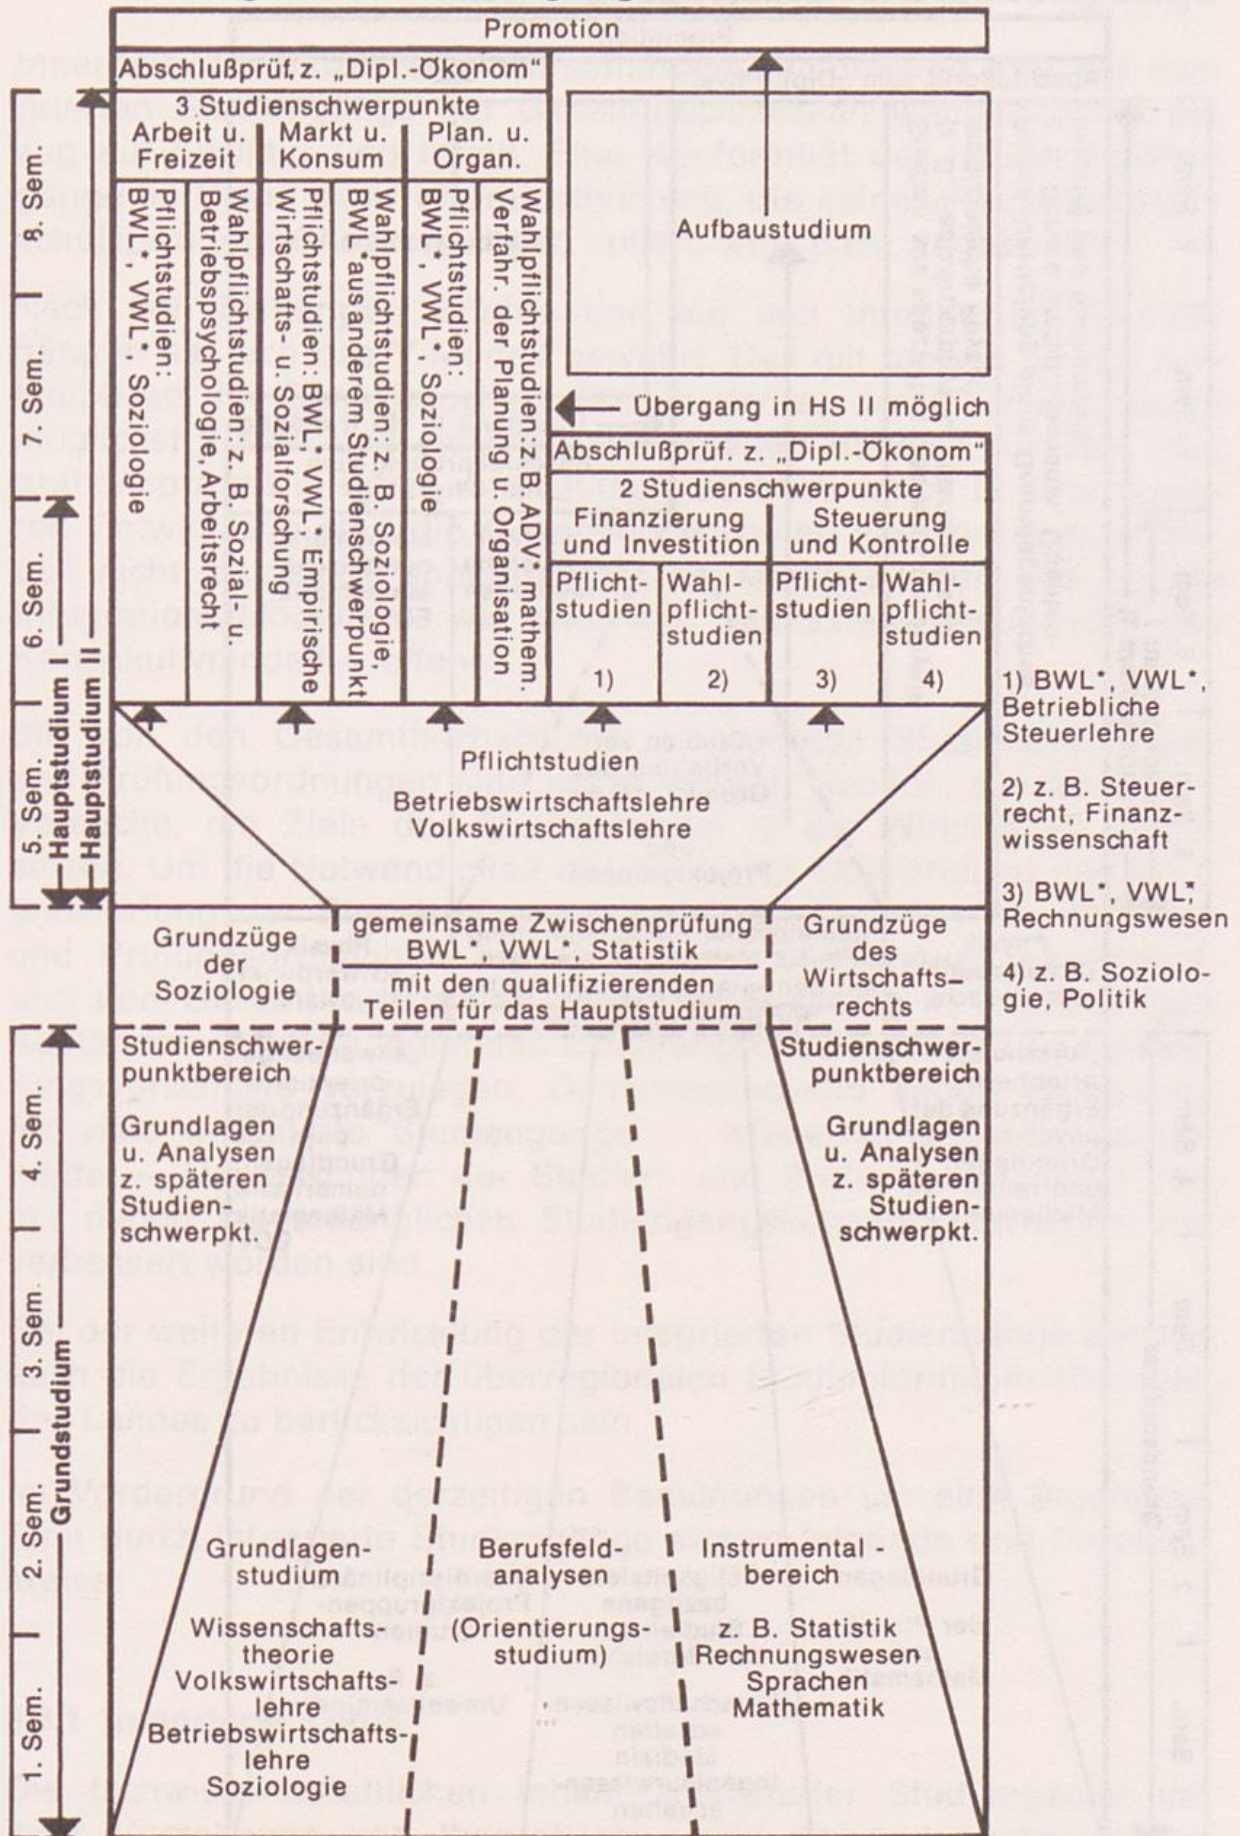 Promotion
Abschlußprüf. z. „Dipl.-Ökonom“
3 Studienschwerpunkte
Arbeit u.
Freizeit
Markt u.
Konsum
Plan. u.
Organ.
Pflichtstudien:
BWL*, VWL*, Soziologie
Wahlpflichtstudien: z. B. Sozial- u.
Betriebspsychologie, Arbeitsrecht
Pflichtstudien: BWL*, VWL*, Empirische
Wirtschafts- u. Sozialforschung
Wahlpflichtstudien: z. B. Soziologie,
BWL* aus anderem Studienschwerpunkt
Pflichtstudien:
BWL*, VWL*, Soziologie
Wahlpflichtstudien: z. B. ADV*, mathem.
Verfahr. der Planung u. Organisation
Aufbaustudium
Übergang in HS II möglich
Abschlußprüf. z. „Dipl.-Ökonom“
2 Studienschwerpunkte
Finanzierung
und Investition
Steuerung
und Kontrolle
Pflicht-
studien
1)
Wahl-
pflicht-
studien
2)
Pflicht-
studien
3)
Wahl-
pflicht-
studien
4)
1) BWL*, VWL*,
Betriebliche
Steuerlehre
2) z. B. Steuer-
recht, Finanz-
wissenschaft
3) BWL*, VWL*,
Rechnungswesen
4) z. B. Soziolo-
gie, Politik
Pflichtstudien
Betriebswirtschaftslehre
Volkswirtschaftslehre
Grundzüge
der
Soziologie
gemeinsame Zwischenprüfung
BWL*, VWL*, Statistik
mit den qualifizierenden
Teilen für das Hauptstudium
Grundzüge
des
Wirtschafts-
rechts
Studienschwer-
punktbereich
Grundlagen
u. Analysen
z. späteren
Studien-
schwerpkt.
Studienschwer-
punktbereich
Grundlagen
u. Analysen
z. späteren
Studien-
schwerpkt.
Grundlagen-
studium
Wissenschafts-
theorie
Volkswirtschafts-
lehre
Betriebswirtschafts-
lehre
Soziologie
Berufsfeld-
analysen
(Orientierungs-
studium)
Instrumental-
bereich
z. B. Statistik
Rechnungswesen
Sprachen
Mathematik
8. Sem.
7. Sem.
6. Sem.
5. Sem.
4. Sem.
3. Sem.
2. Sem.
1. Sem.
Hauptstudium I
Hauptstudium II
Grundstudium